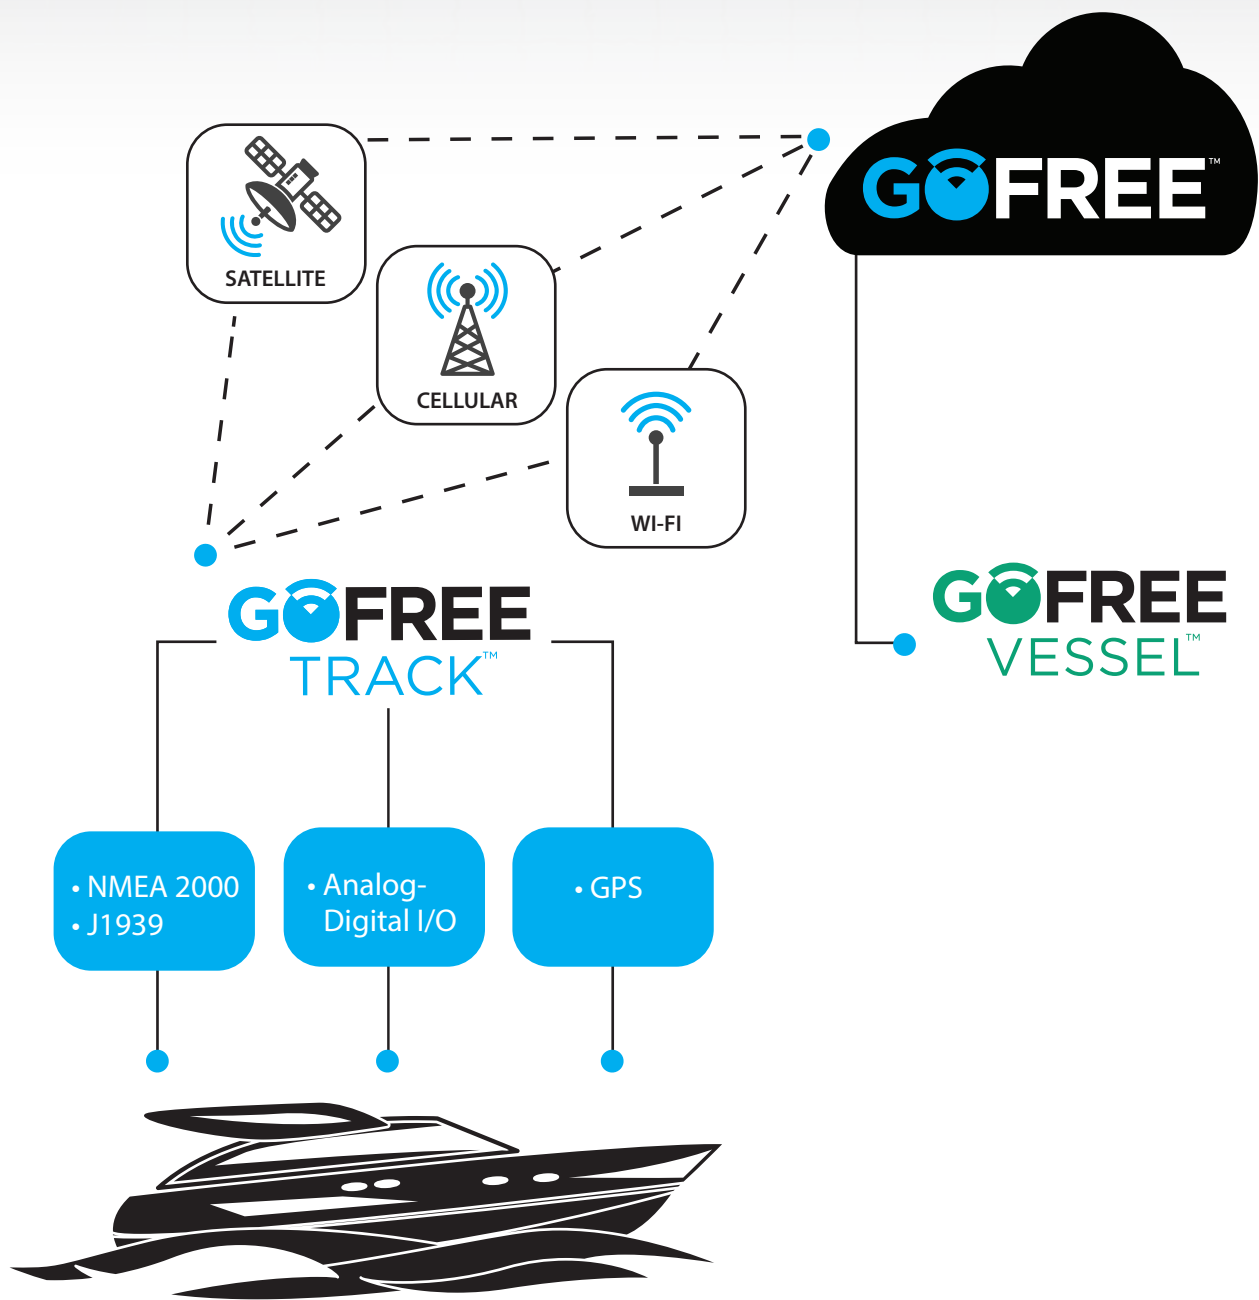 GOFREE™
SATELLITE
CELLULAR
WI-FI
GOFREE
TRACK™
GOFREE
VESSEL™
• NMEA 2000
• J1939
• Analog-
Digital I/O
• GPS